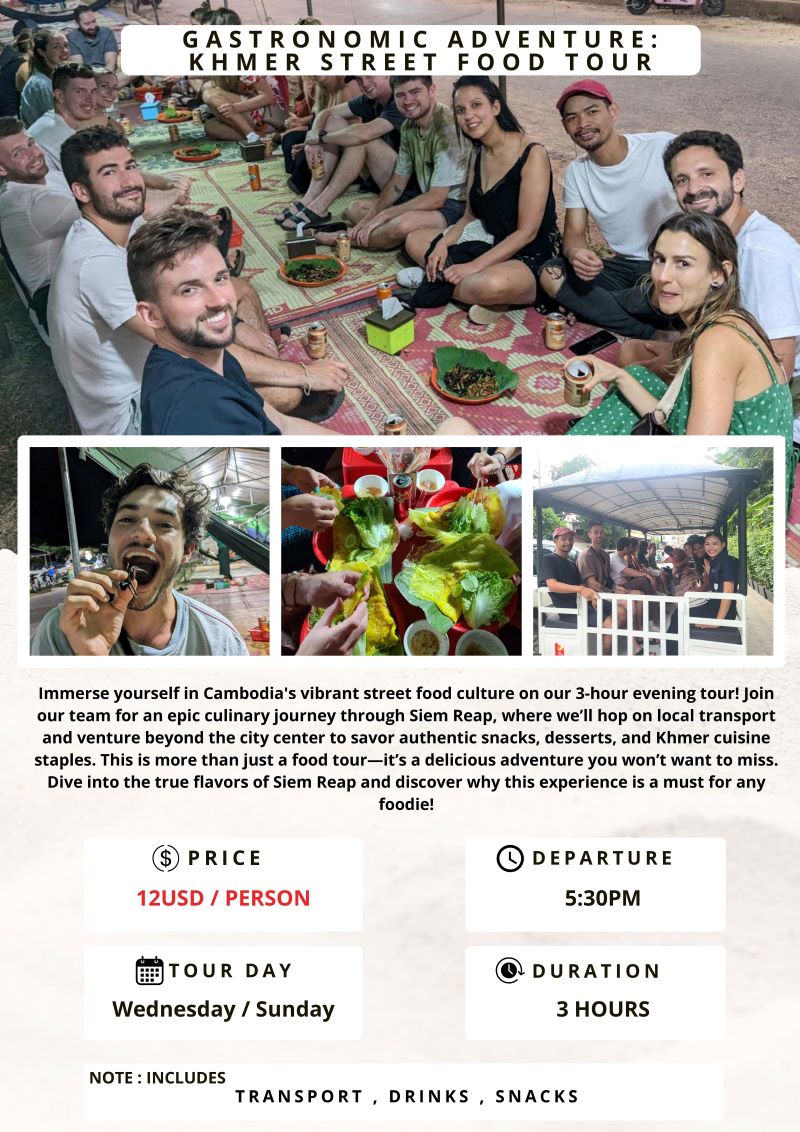 GASTRONOMIC ADVENTURE:
KHMER STREET FOOD TOUR
Immerse yourself in Cambodia's vibrant street food culture on our 3-hour evening tour! Join
our team for an epic culinary journey through Siem Reap, where we’ll hop on local transport
and venture beyond the city center to savor authentic snacks, desserts, and Khmer cuisine
staples. This is more than just a food tour—it’s a delicious adventure you won’t want to miss.
Dive into the true flavors of Siem Reap and discover why this experience is a must for any
foodie!
PRICE
12USD / PERSON
DEPARTURE
5:30PM
TOUR DAY
Wednesday / Sunday
DURATION
3 HOURS
NOTE : INCLUDES
TRANSPORT , DRINKS , SNACKS